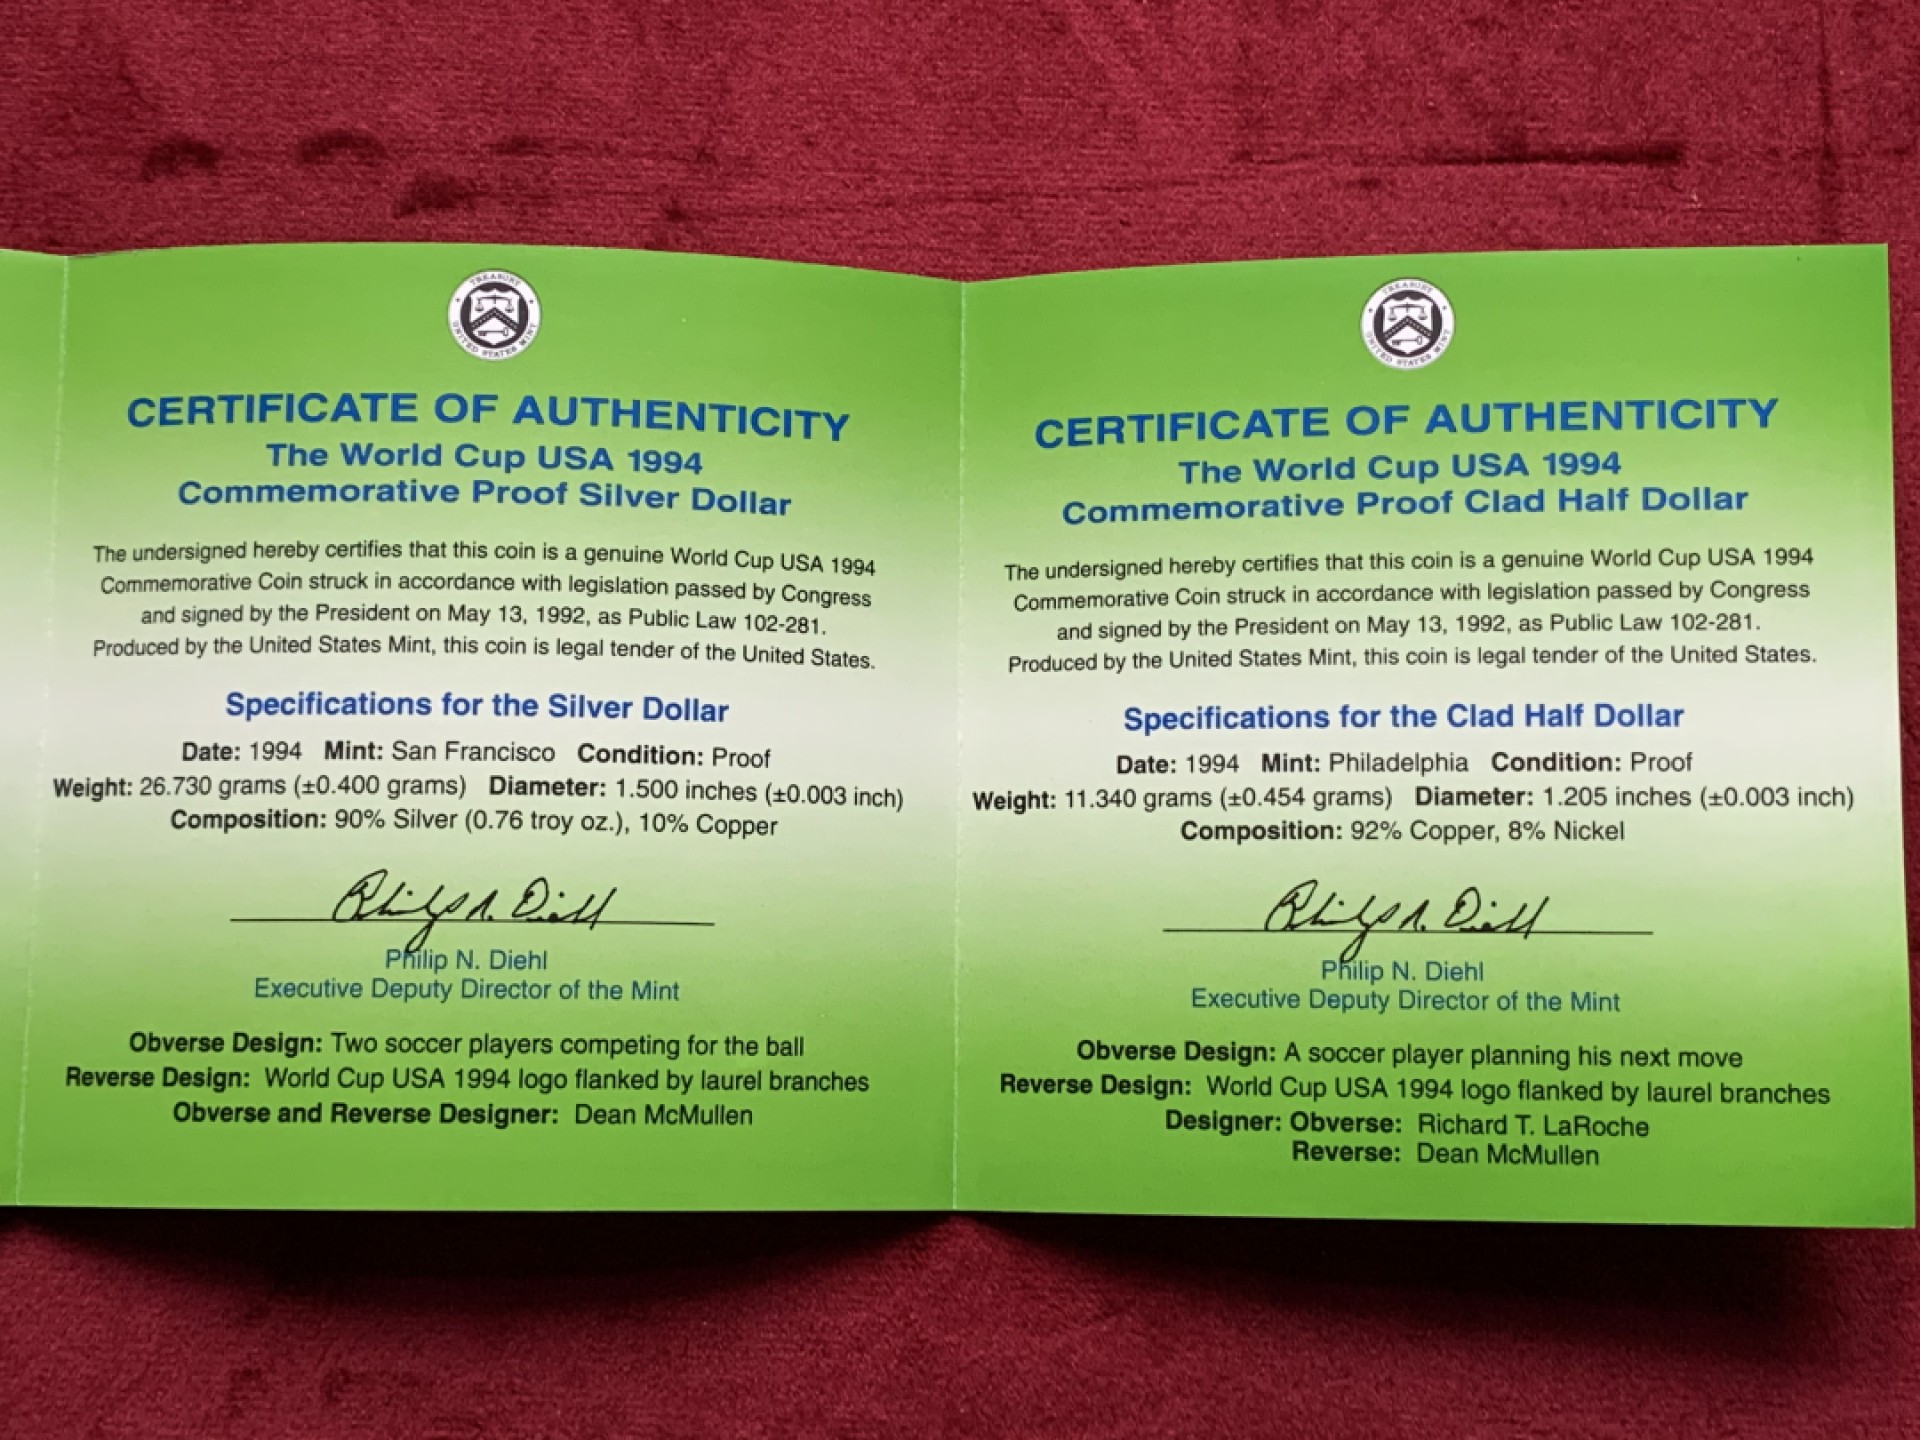 TREASURY
UNITED STATES MINT
CERTIFICATE OF AUTHENTICITY
The World Cup USA 1994
Commemorative Proof Silver Dollar
The undersigned hereby certifies that this coin is a genuine World Cup USA 1994
Commemorative Coin struck in accordance with legislation passed by Congress
and signed by the President on May 13, 1992, as Public Law 102-281.
Produced by the United States Mint, this coin is legal tender of the United States.
Specifications for the Silver Dollar
Date: 1994 Mint: San Francisco Condition: Proof
Weight: 26.730 grams (±0.400 grams) Diameter: 1.500 inches (±0.003 inch)
Composition: 90% Silver (0.76 troy oz.), 10% Copper
Philip N. Diehl
Philip N. Diehl
Executive Deputy Director of the Mint
Obverse Design: Two soccer players competing for the ball
Reverse Design: World Cup USA 1994 logo flanked by laurel branches
Obverse and Reverse Designer: Dean McMullen
TREASURY
UNITED STATES MINT
CERTIFICATE OF AUTHENTICITY
The World Cup USA 1994
Commemorative Proof Clad Half Dollar
The undersigned hereby certifies that this coin is a genuine World Cup USA 1994
Commemorative Coin struck in accordance with legislation passed by Congress
and signed by the President on May 13, 1992, as Public Law 102-281.
Produced by the United States Mint, this coin is legal tender of the United States.
Specifications for the Clad Half Dollar
Date: 1994 Mint: Philadelphia Condition: Proof
Weight: 11.340 grams (±0.454 grams) Diameter: 1.205 inches (±0.003 inch)
Composition: 92% Copper, 8% Nickel
Philip N. Diehl
Philip N. Diehl
Executive Deputy Director of the Mint
Obverse Design: A soccer player planning his next move
Reverse Design: World Cup USA 1994 logo flanked by laurel branches
Designer: Obverse: Richard T. LaRoche
Reverse: Dean McMullen